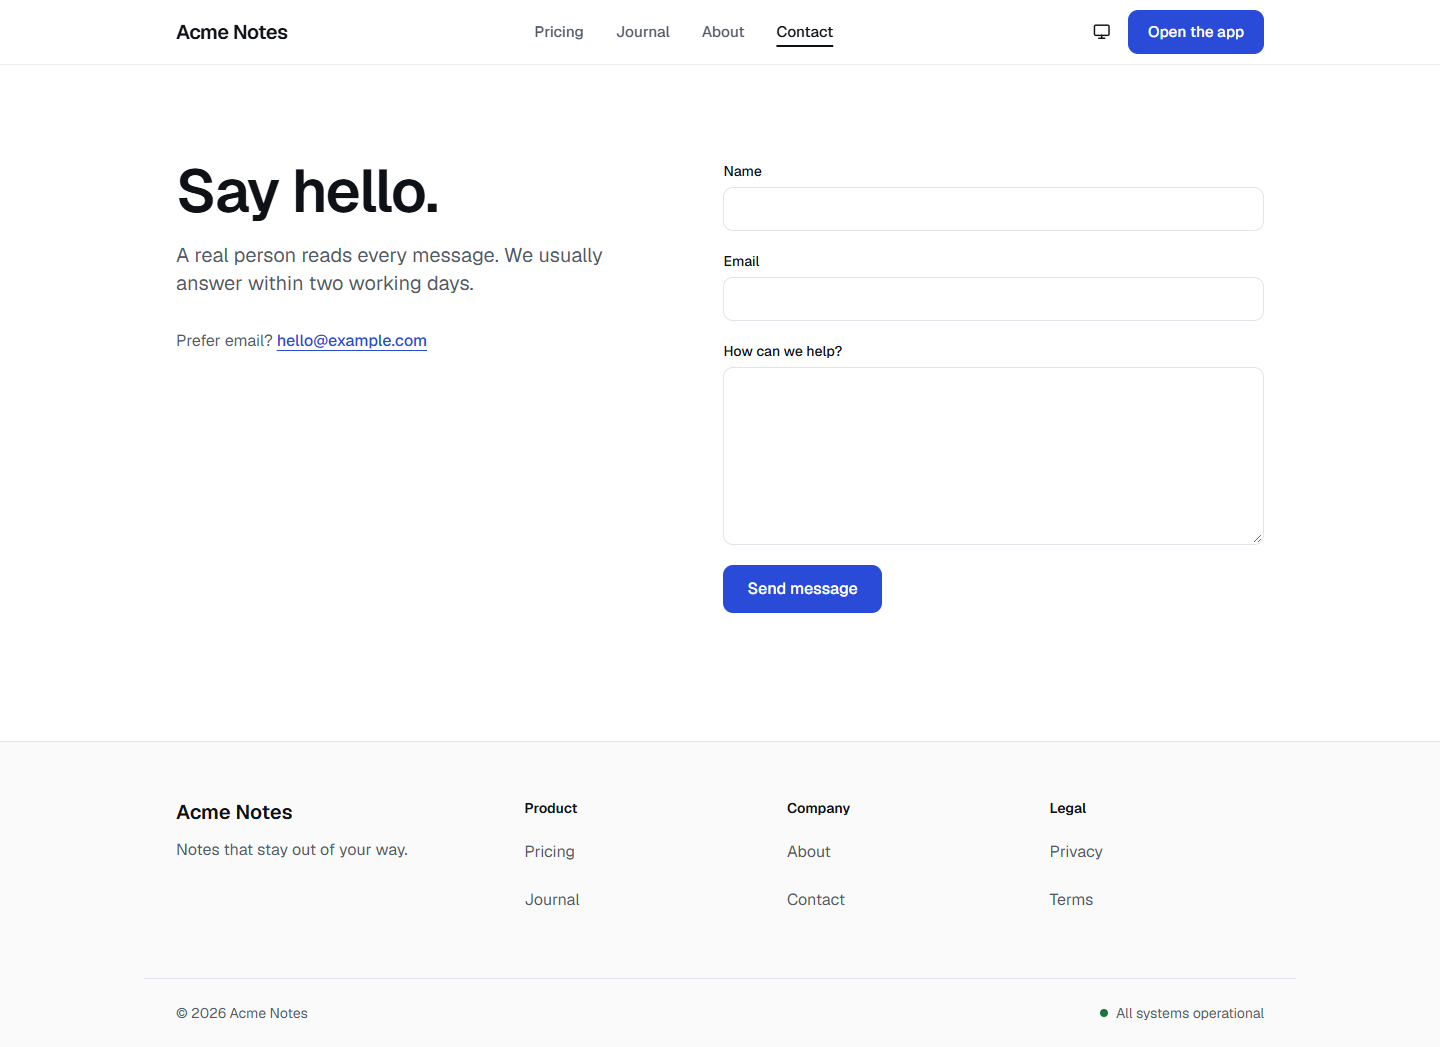 Acme Notes
Pricing
Journal
About
Contact
Open the app
Say hello.
A real person reads every message. We usually
answer within two working days.
Prefer email? hello@example.com
Name
Email
How can we help?
Send message
Acme Notes
Notes that stay out of your way.
Product
Pricing
Journal
Company
About
Contact
Legal
Privacy
Terms
© 2026 Acme Notes
All systems operational